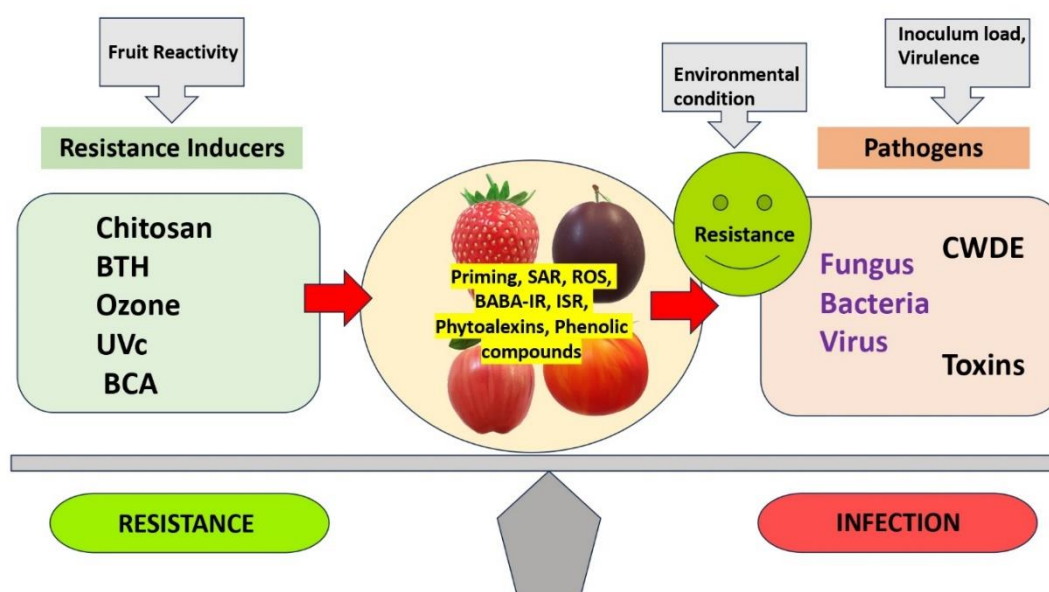 Fruit Reactivity
Resistance Inducers
Chitosan
BTH
Ozone
UVc
BCA
Priming, SAR, ROS,
BABA-IR, ISR,
Phytoalexins, Phenolic
compounds
Environmental
condition
Resistance
Inoculum load,
Virulence
Pathogens
CWDE
Fungus
Bacteria
Virus
Toxins
RESISTANCE
INFECTION